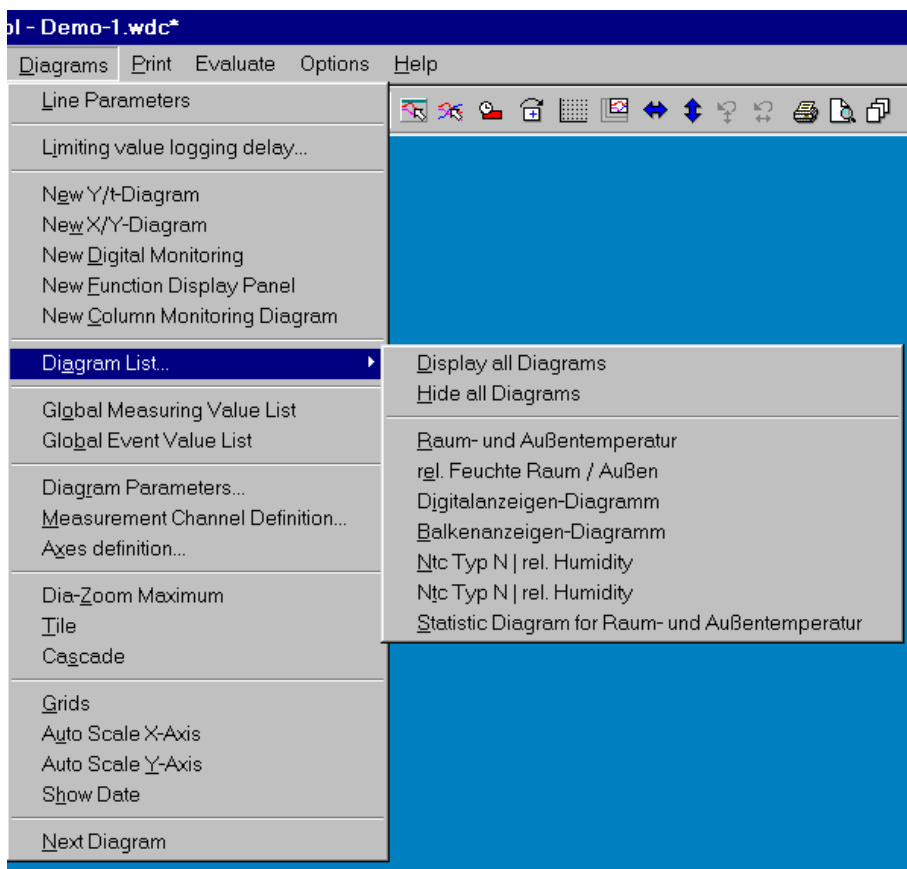 ol - Demo-1.wdc*
Diagrams Print Evaluate Options Help
Line Parameters
Limiting value logging delay...
New Y/t-Diagram
New X/Y-Diagram
New Digital Monitoring
New Function Display Panel
New Column Monitoring Diagram
Diagram List...
Global Measuring Value List
Global Event Value List
Diagram Parameters...
Measurement Channel Definition...
Axes definition...
Dia-Zoom Maximum
Tile
Cascade
Grids
Auto Scale X-Axis
Auto Scale Y-Axis
Show Date
Next Diagram
Display all Diagrams
Hide all Diagrams
Raum- und Außentemperatur
rel. Feuchte Raum / Außen
Digitalanzeigen-Diagramm
Balkenanzeigen-Diagramm
Ntc Typ N | rel. Humidity
Ntc Typ N | rel. Humidity
Statistic Diagram for Raum- und Außentemperatur